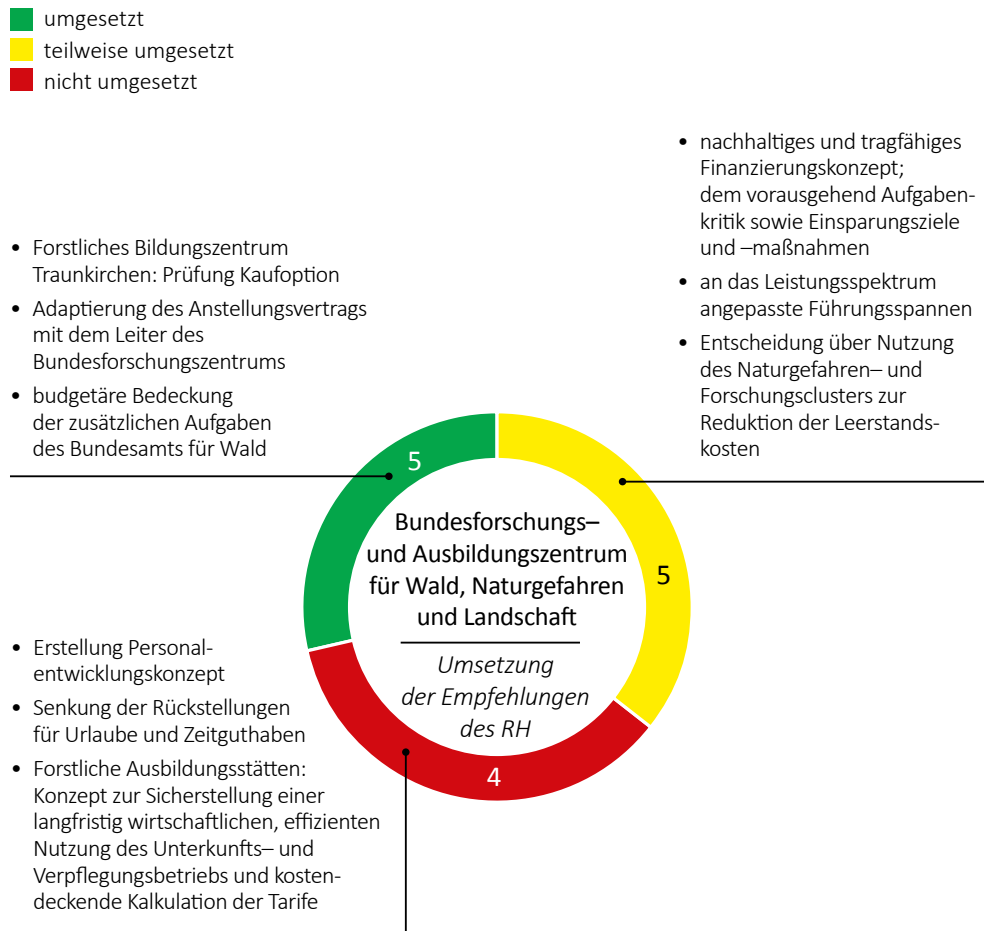 umgesetzt
teilweise umgesetzt
nicht umgesetzt
• nachhaltiges und tragfähiges
Finanzierungskonzept;
dem vorausgehend Aufgaben-
kritik sowie Einsparungsziele
und –maßnahmen
• an das Leistungsspektrum
angepasste Führungsspannen
• Entscheidung über Nutzung
des Naturgefahren– und
Forschungsclusters zur
Reduktion der Leerstands-
kosten
• Forstliches Bildungszentrum
Traunkirchen: Prüfung Kaufoption
• Adaptierung des Anstellungsvertrags
mit dem Leiter des
Bundesforschungszentrums
• budgetäre Bedeckung
der zusätzlichen Aufgaben
des Bundesamts für Wald
5
Bundesforschungs–
und Ausbildungszentrum
für Wald, Naturgefahren
und Landschaft
5
Umsetzung
der Empfehlungen
des RH
4
• Erstellung Personal-
entwicklungskonzept
• Senkung der Rückstellungen
für Urlaube und Zeitguthaben
• Forstliche Ausbildungsstätten:
Konzept zur Sicherstellung einer
langfristig wirtschaftlichen, effizienten
Nutzung des Unterkunfts– und
Verpflegungsbetriebs und kosten-
deckende Kalkulation der Tarife